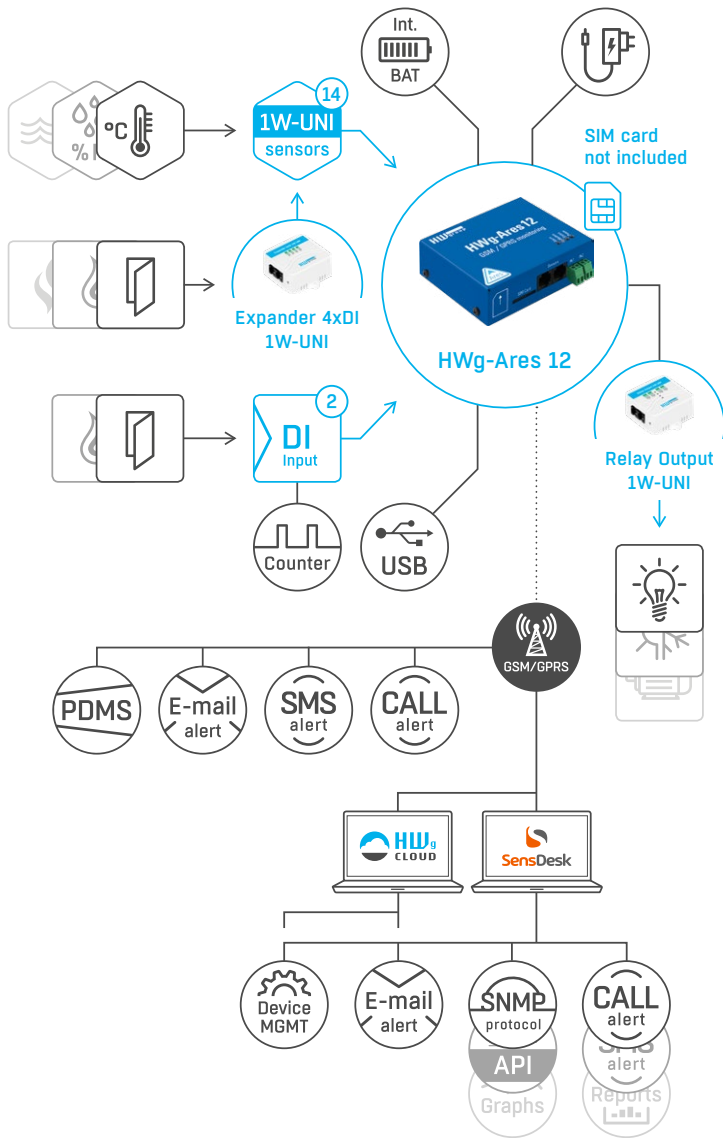 Int.
BAT
14
1W-UNI
sensors
°C
%
SIM card
not included
HWg-Ares 12
GSM / GPRS monitoring
HWg-Ares 12
Expander 4xDI
1W-UNI
2
DI
Input
Counter
USB
Relay Output
1W-UNI
GSM/GPRS
PDMS
E-mail
alert
SMS
alert
CALL
alert
HWg
CLOUD
SensDesk
Device
MGMT
E-mail
alert
SNMP
protocol
API
Graphs
CALL
alert
SMS
alert
Reports